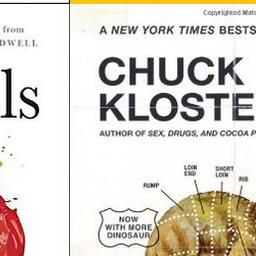 from
DWELL
ls
Copyrighted Mate
A NEW YORK TIMES BESTS
CHUCK
KLOSTE
AUTHOR OF SEX, DRUGS, AND COCOA P
LOIN
END
SHORT
LOIN
RIB
RUMP
NOW
WITH MORE
DINOSAUR